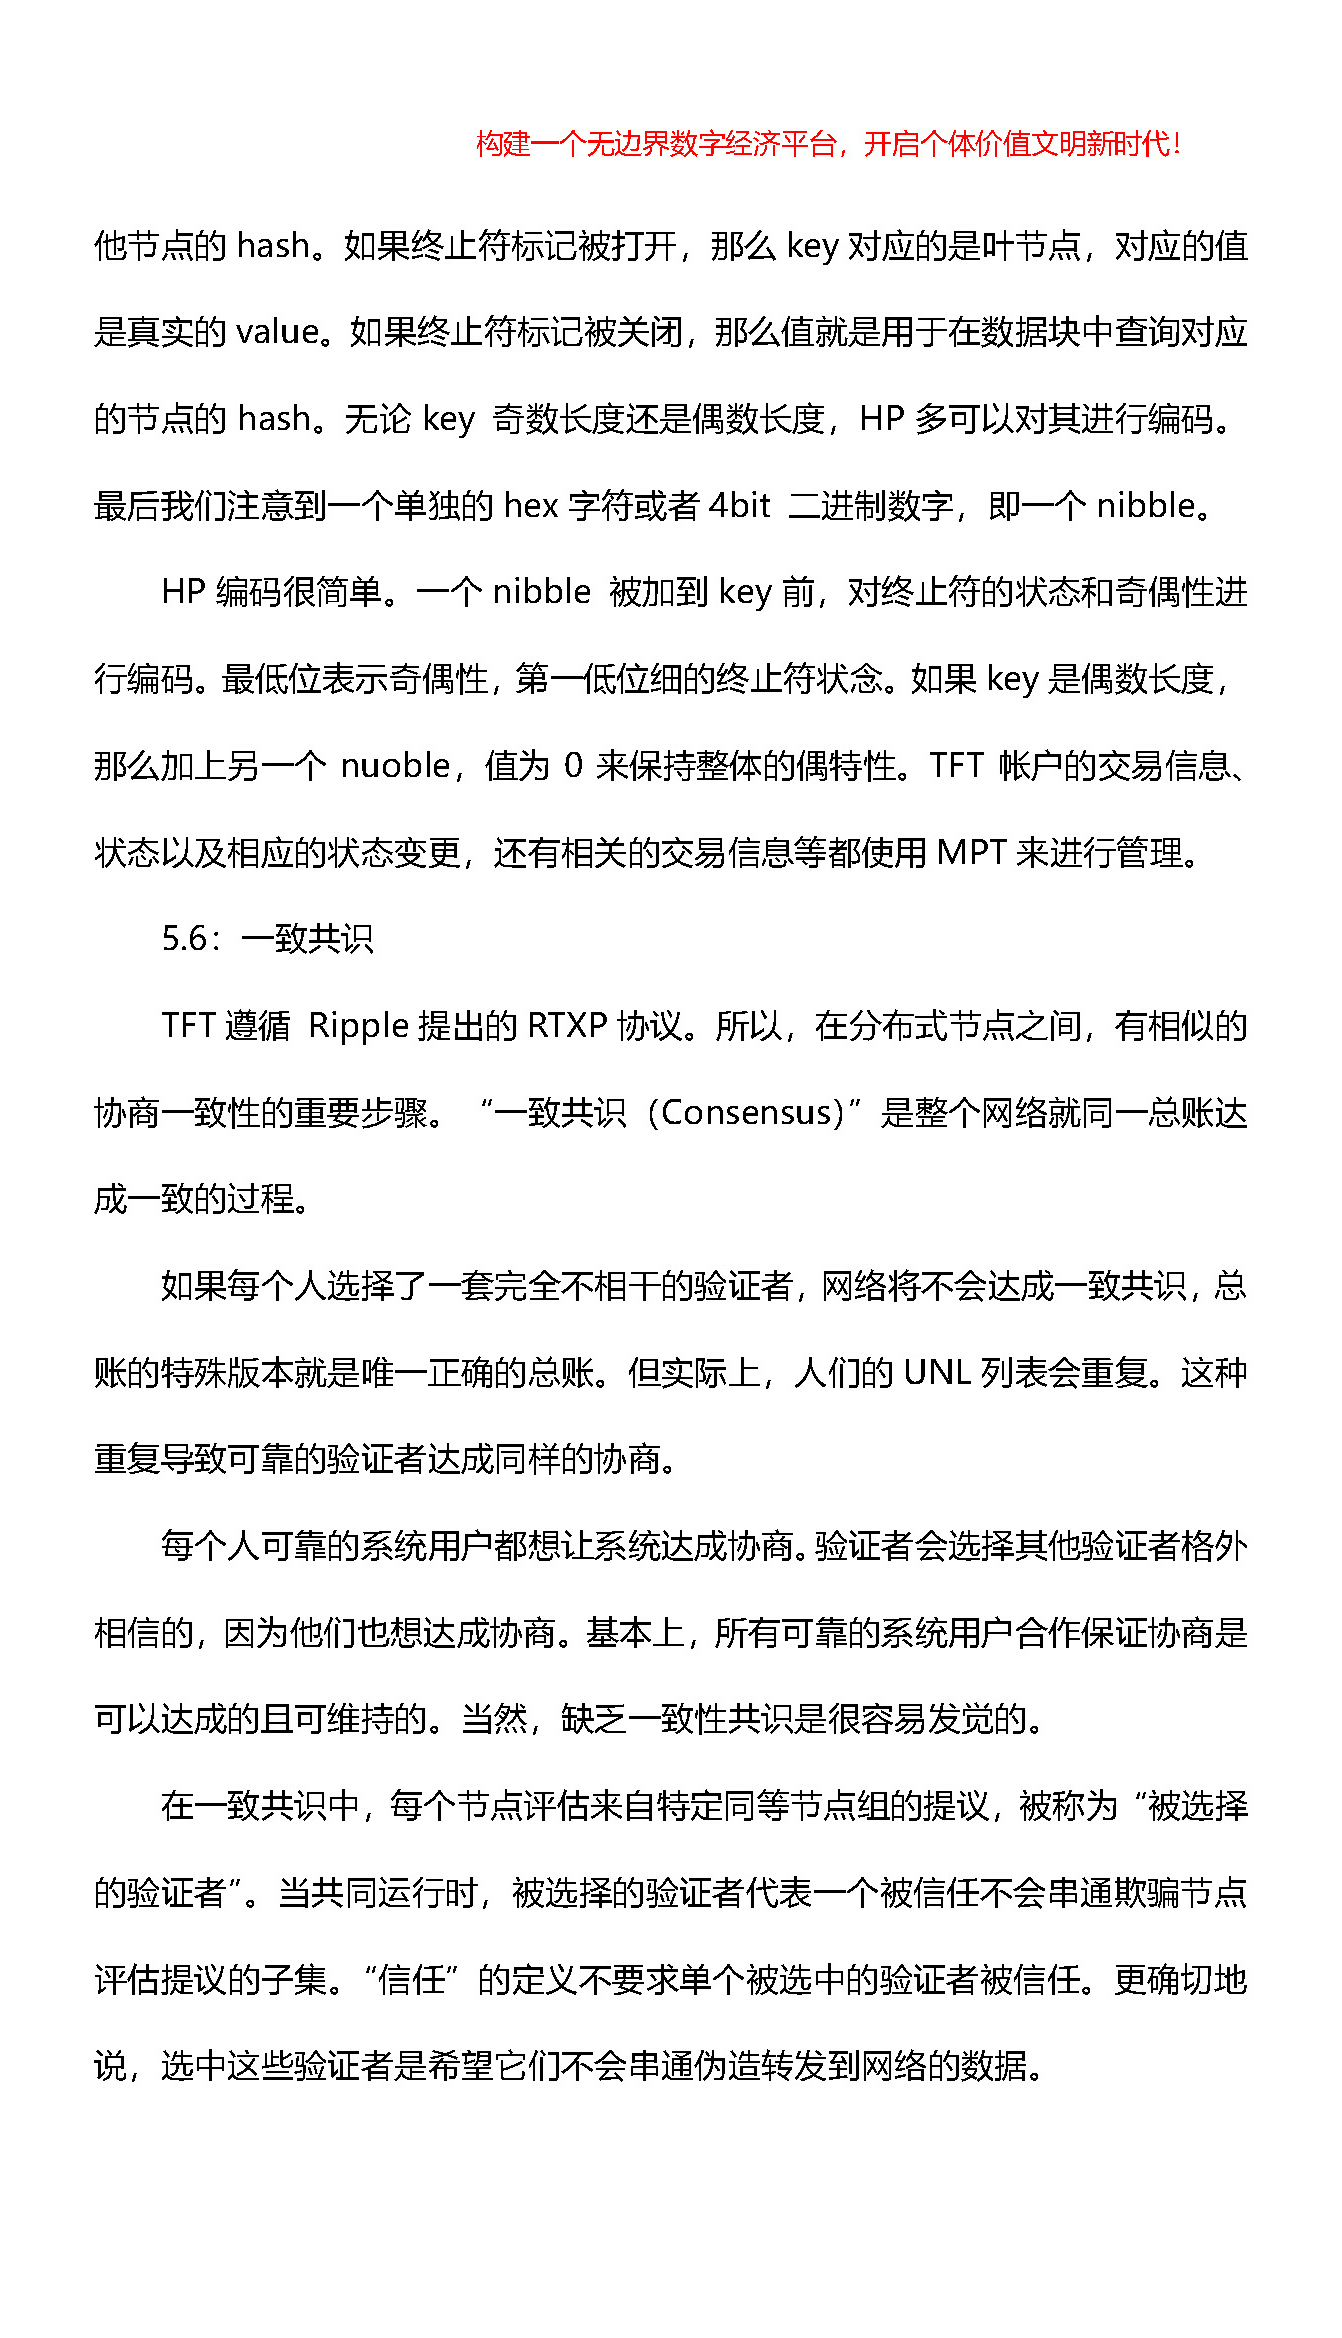 构建一个无边界数字经济平台，开启个体价值文明新时代！
他节点的 hash。如果终止符标记被打开，那么 key 对应的是叶节点，对应的值
是真实的 value。如果终止符标记被关闭，那么值就是用于在数据块中查询对应
的节点的 hash。无论 key 奇数长度还是偶数长度，HP 多可以对其进行编码。
最后我们注意到一个单独的 hex 字符或者 4bit 二进制数字，即一个 nibble。
HP 编码很简单。一个 nibble 被加到 key 前，对终止符的状态和奇偶性进
行编码。最低位表示奇偶性，第一低位细的终止符状念。如果 key 是偶数长度，
那么加上另一个 nuoble，值为 0 来保持整体的偶特性。TFT 帐户的交易信息、
状态以及相应的状态变更，还有相关的交易信息等都使用 MPT 来进行管理。
5.6：一致共识
TFT 遵循 Ripple 提出的 RTXP 协议。所以，在分布式节点之间，有相似的
协商一致性的重要步骤。“一致共识（Consensus）”是整个网络就同一总账达
成一致的过程。
如果每个人选择了一套完全不相干的验证者，网络将不会达成一致共识，总
账的特殊版本就是唯一正确的总账。但实际上，人们的 UNL 列表会重复。这种
重复导致可靠的验证者达成同样的协商。
每个人可靠的系统用户都想让系统达成协商。验证者会选择其他验证者格外
相信的，因为他们也想达成协商。基本上，所有可靠的系统用户合作保证协商是
可以达成的且可维持的。当然，缺乏一致性共识是很容易发觉的。
在一致共识中，每个节点评估来自特定同等节点组的提议，被称为“被选择
的验证者”。当共同运行时，被选择的验证者代表一个被信任不会串通欺骗节点
评估提议的子集。“信任”的定义不要求单个被选中的验证者被信任。更确切地
说，选中这些验证者是希望它们不会串通伪造转发到网络的数据。